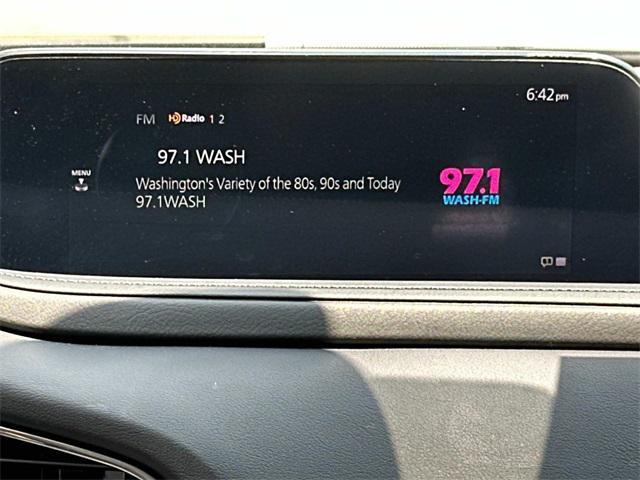 6:42pm
FM HD Radio 1 2
97.1 WASH
MENU
Washington's Variety of the 80s, 90s and Today
97.1WASH
97.1
WASH-FM